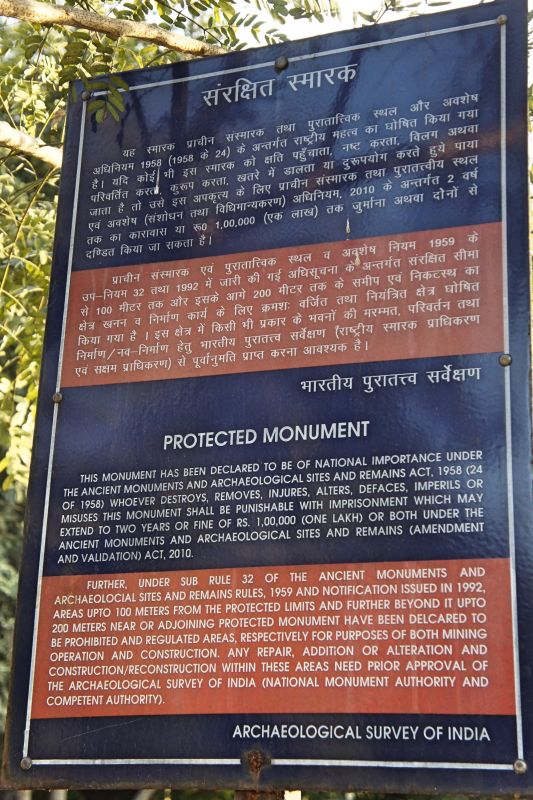 संरक्षित स्मारक
यह स्मारक प्राचीन संस्मारक तथा पुरातात्त्विक स्थल और अवशेष
अधिनियम 1958 (1958 के 24) के अन्तर्गत राष्ट्रीय महत्व का घोषित किया गया
है। यदि कोई भी इस स्मारक को क्षति पहुँचाता, नष्ट करता, विलग अथवा
परिवर्तित करता, कुरूप करता, खतरे में डालता या दुरूपयोग करते हुये पाया
जाता है तो उसे इस अपकृत्य के लिए प्राचीन संस्मारक तथा पुरातत्वीय स्थल
एवं अवशेष (संशोधन तथा विधिमान्यकरण) अधिनियम, 2010 के अन्तर्गत 2 वर्ष
तक का कारावास या रू0 1,00,000 (एक लाख) तक जुर्माना अथवा दोनों से
दण्डित किया जा सकता है।
प्राचीन संस्मारक एवं पुरातात्त्विक स्थल व अवशेष नियम 1959 के
उप-नियम 32 तथा 1992 में जारी की गई अधिसूचना के अन्तर्गत संरक्षित सीमा
से 100 मीटर तक और इसके आगे 200 मीटर तक के समीप एवं निकटस्थ का
क्षेत्र खनन व निर्माण कार्य के लिए क्रमशः वर्जित तथा नियंत्रित क्षेत्र घोषित
किया गया है । इस क्षेत्र में किसी भी प्रकार के भवनों की मरम्मत, परिवर्तन तथा
निर्माण/नव-निर्माण हेतु भारतीय पुरातत्त्व सर्वेक्षण (राष्ट्रीय स्मारक प्राधिकरण
एवं सक्षम प्राधिकरण) से पूर्वानुमति प्राप्त करना आवश्यक है।
भारतीय पुरातत्त्व सर्वेक्षण
PROTECTED MONUMENT
THIS MONUMENT HAS BEEN DECLARED TO BE OF NATIONAL IMPORTANCE UNDER
THE ANCIENT MONUMENTS AND ARCHAEOLOGICAL SITES AND REMAINS ACT, 1958 (24
OF 1958) WHOEVER DESTROYS, REMOVES, INJURES, ALTERS, DEFACES, IMPERILS OR
MISUSES THIS MONUMENT SHALL BE PUNISHABLE WITH IMPRISONMENT WHICH MAY
EXTEND TO TWO YEARS OR FINE OF RS. 1,00,000 (ONE LAKH) OR BOTH UNDER THE
ANCIENT MONUMENTS AND ARCHAEOLOGICAL SITES AND REMAINS (AMENDMENT
AND VALIDATION) ACT, 2010.
FURTHER, UNDER SUB RULE 32 OF THE ANCIENT MONUMENTS AND
ARCHAEOLOCIAL SITES AND REMAINS RULES, 1959 AND NOTIFICATION ISSUED IN 1992,
AREAS UPTO 100 METERS FROM THE PROTECTED LIMITS AND FURTHER BEYOND IT UPTO
200 METERS NEAR OR ADJOINING PROTECTED MONUMENT HAVE BEEN DELCARED TO
BE PROHIBITED AND REGULATED AREAS, RESPECTIVELY FOR PURPOSES OF BOTH MINING
OPERATION AND CONSTRUCTION. ANY REPAIR, ADDITION OR ALTERATION AND
CONSTRUCTION/RECONSTRUCTION WITHIN THESE AREAS NEED PRIOR APPROVAL OF
THE ARCHAEOLOGICAL SURVEY OF INDIA (NATIONAL MONUMENT AUTHORITY AND
COMPETENT AUTHORITY).
ARCHAEOLOGICAL SURVEY OF INDIA